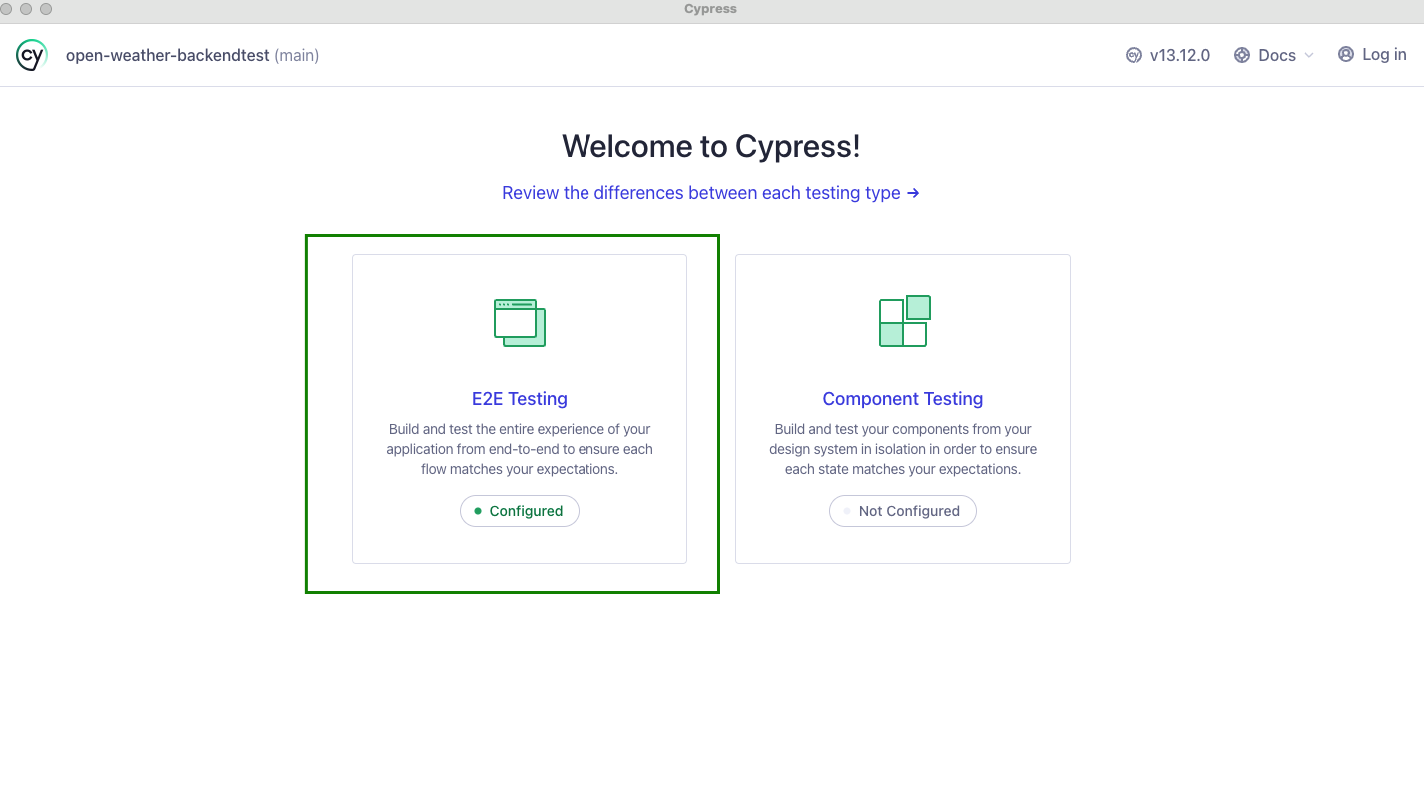 Cypress
cy open-weather-backendtest (main)
cy v13.12.0 Docs Log in
Welcome to Cypress!
Review the differences between each testing type →
E2E Testing
Build and test the entire experience of your
application from end-to-end to ensure each
flow matches your expectations.
Configured
Component Testing
Build and test your components from your
design system in isolation in order to ensure
each state matches your expectations.
Not Configured